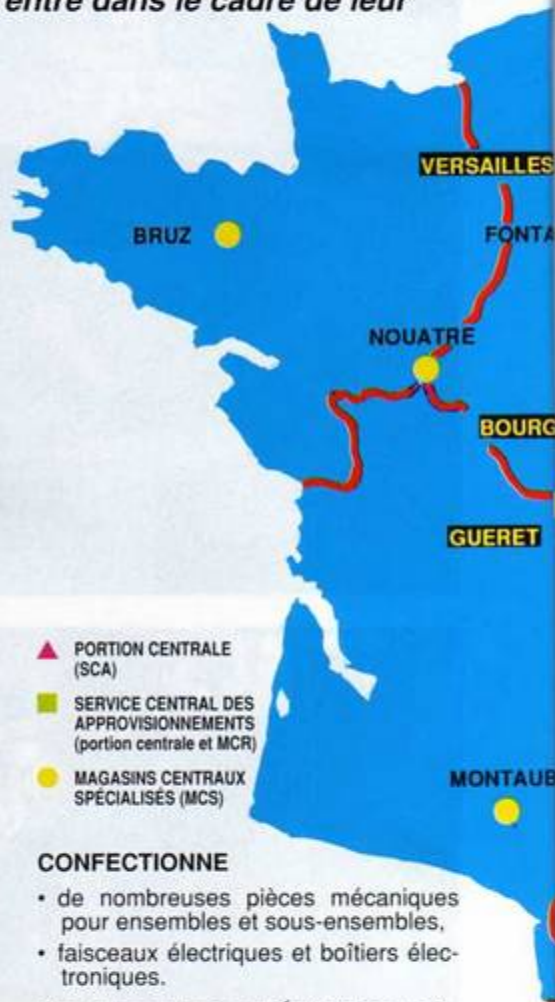 entre dans le cadre de leur
VERSAILLES
BRUZ
FONTA
NOUATRE
BOURG
GUERET
PORTION CENTRALE
(SCA)
SERVICE CENTRAL DES
APPROVISIONNEMENTS
(portion centrale et MCR)
MAGASINS CENTRAUX
SPÉCIALISÉS (MCS)
MONTAUB
CONFECTIONNE
• de nombreuses pièces mécaniques
pour ensembles et sous-ensembles,
• faisceaux électriques et boîtiers élec-
troniques.